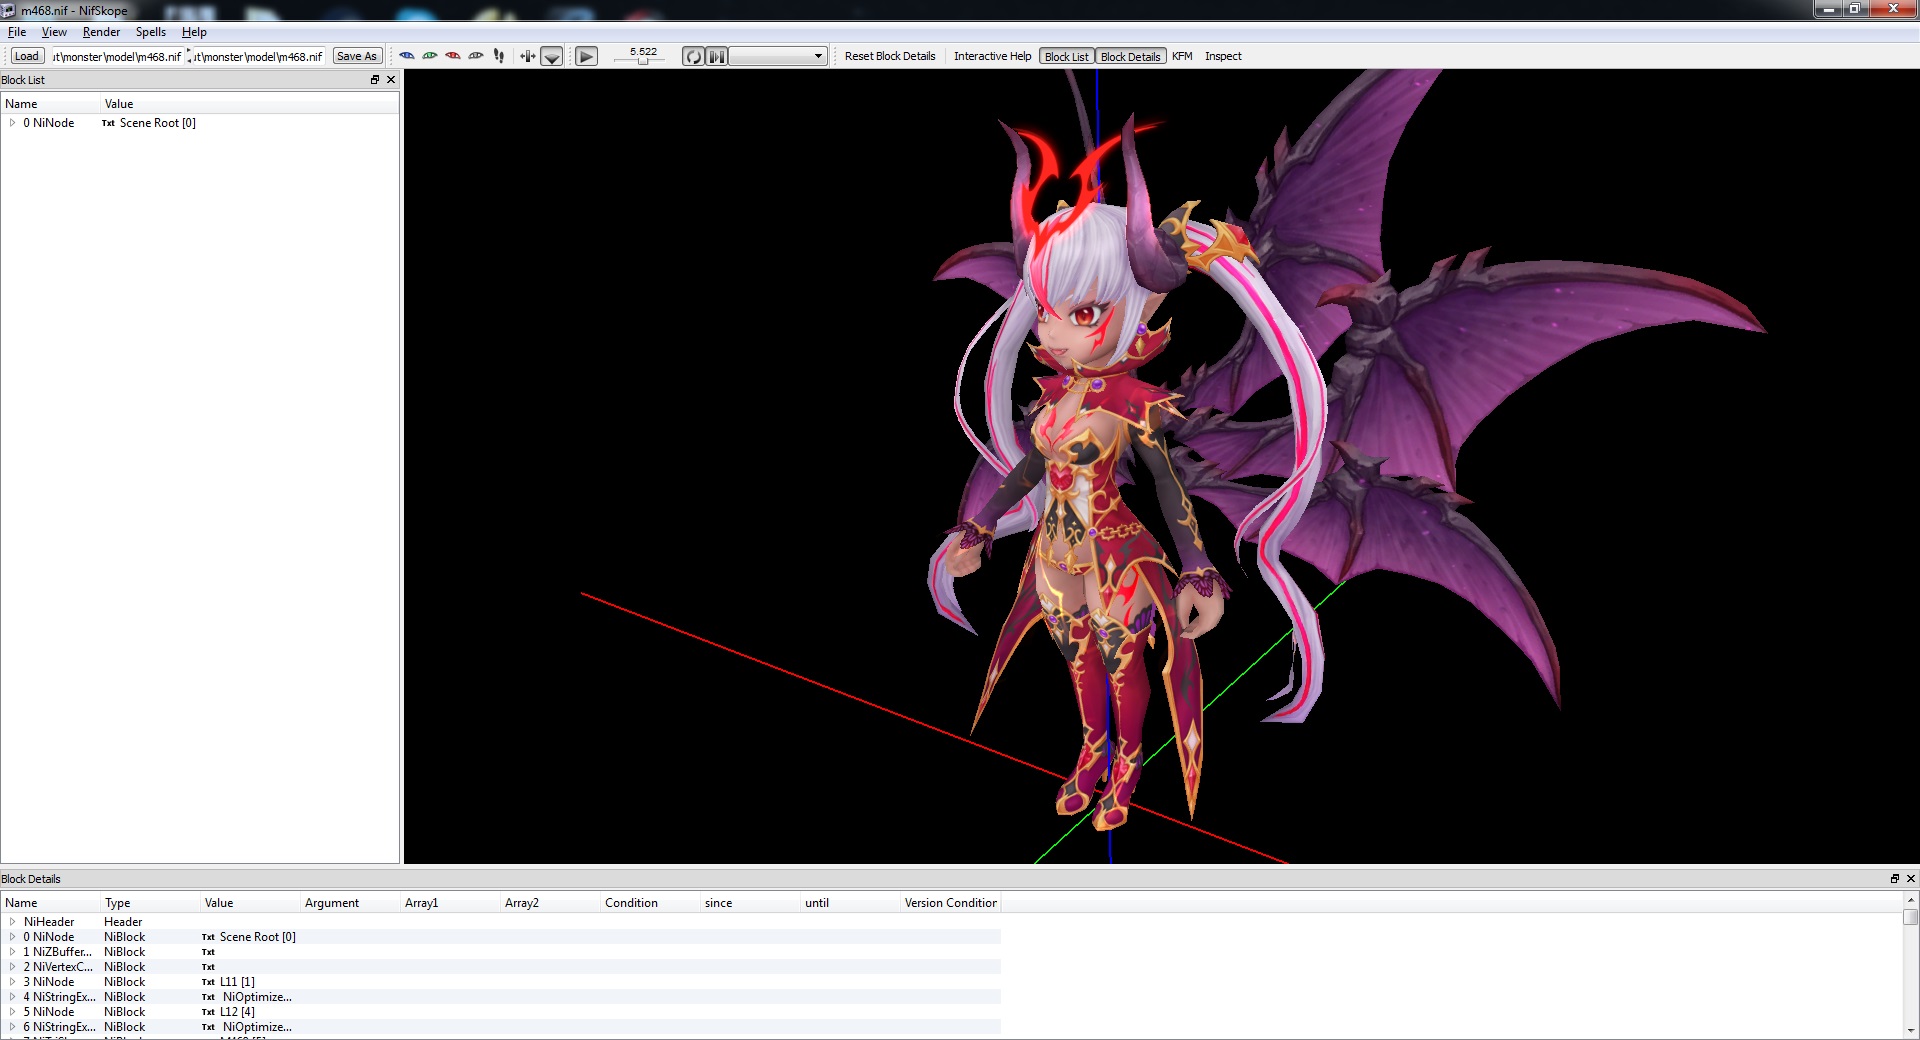 m468.nif - NifSkope
File View Render Spells Help
Load ıt\monster\model\m468.nif ıt\monster\model\m468.nif Save As 5.522 Reset Block Details Interactive Help Block List Block Details KFM Inspect
Block List
Name Value
0 NiNode Txt Scene Root [0]
Block Details
Name Type Value Argument Array1 Array2 Condition since until Version Condition
NiHeader Header
0 NiNode NiBlock Txt Scene Root [0]
1 NiZBuffer... NiBlock Txt
2 NiVertexC... NiBlock Txt
3 NiNode NiBlock Txt L11 [1]
4 NiStringEx... NiBlock Txt NiOptimize...
5 NiNode NiBlock Txt L12 [4]
6 NiStringEx... NiBlock Txt NiOptimize...